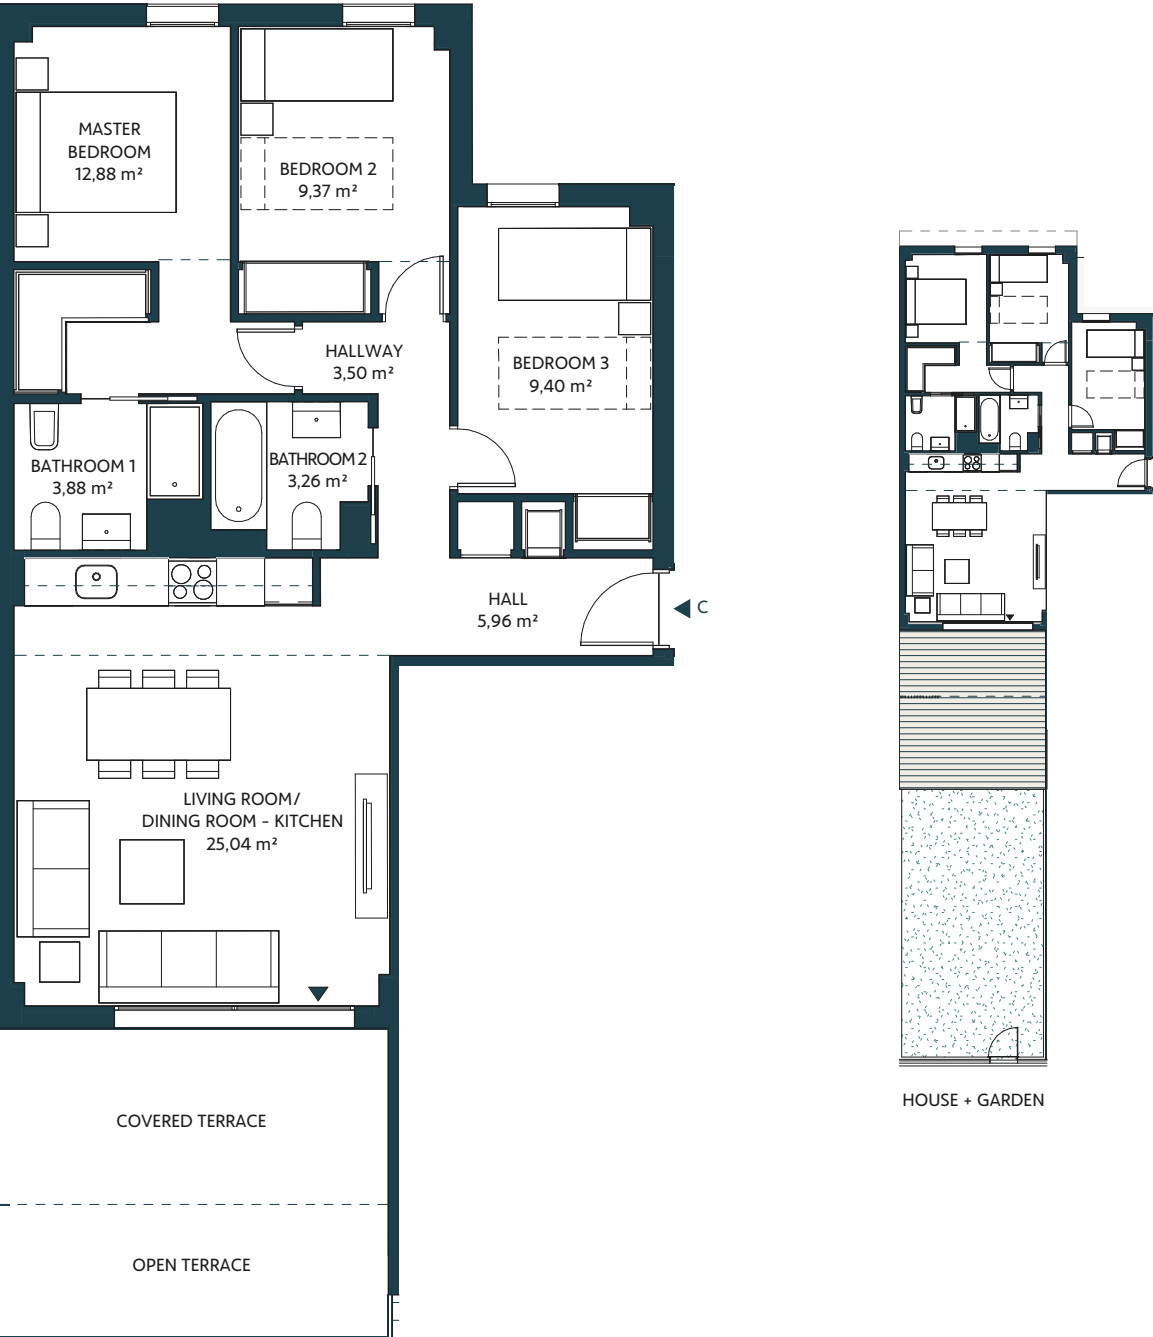 MASTER
BEDROOM
12,88 m²
BEDROOM 2
9,37 m²
HALLWAY
3,50 m²
BEDROOM 3
9,40 m²
BATHROOM 1
3,88 m²
BATHROOM 2
3,26 m²
HALL
5,96 m²
C
LIVING ROOM/
DINING ROOM - KITCHEN
25,04 m²
COVERED TERRACE
OPEN TERRACE
HOUSE + GARDEN